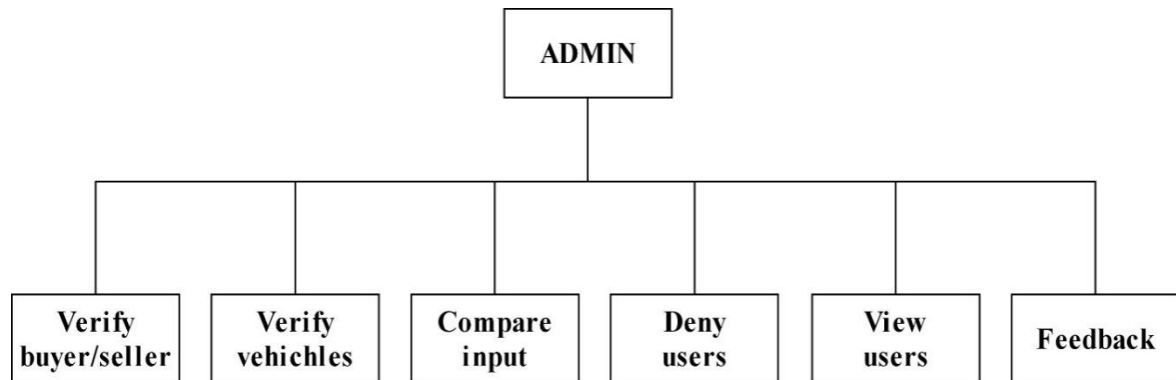 ADMIN
Verify
buyer/seller
Verify
vehichles
Compare
input
Deny
users
View
users
Feedback